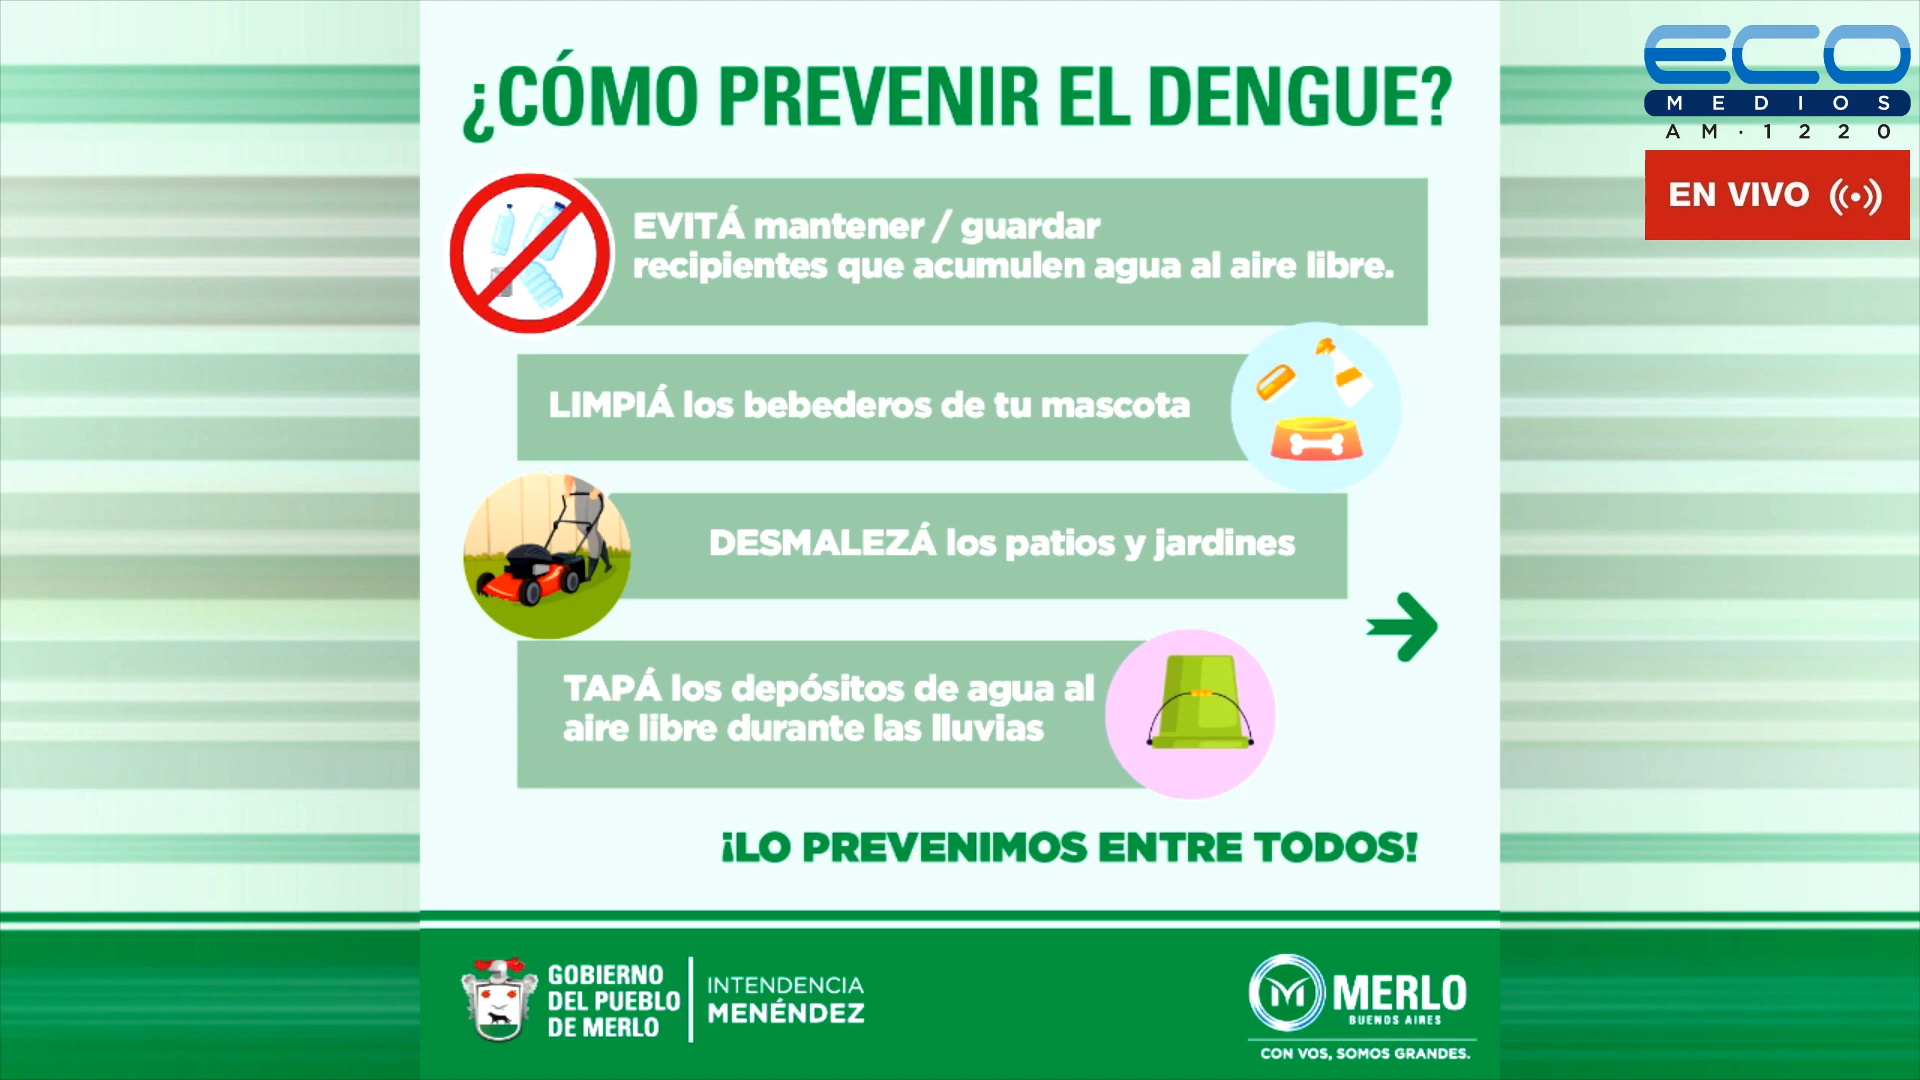 ¿CÓMO PREVENIR EL DENGUE?
ECO
MEDIOS
AM·1220
EN VIVO
EVITÁ mantener / guardar
recipientes que acumulen agua al aire libre.
LIMPIÁ los bebederos de tu mascota
DESMALEZÁ los patios y jardines
TAPÁ los depósitos de agua al
aire libre durante las lluvias
¡LO PREVENIMOS ENTRE TODOS!
GOBIERNO
DEL PUEBLO
DE MERLO
INTENDENCIA
MENÉNDEZ
MERLO
BUENOS AIRES
CON VOS, SOMOS GRANDES.